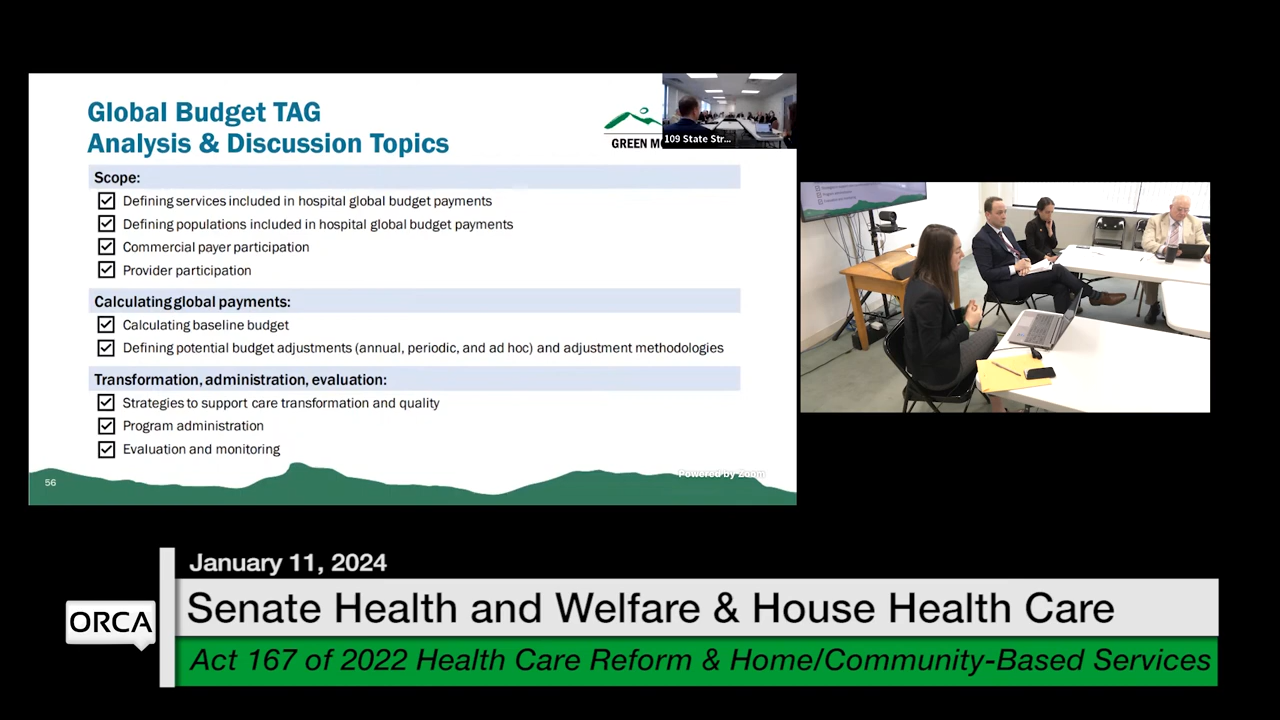 Global Budget TAG
Analysis & Discussion Topics
GREEN MO
109 State Str...
Scope:
Defining services included in hospital global budget payments
Defining populations included in hospital global budget payments
Commercial payer participation
Provider participation
Calculating global payments:
Calculating baseline budget
Defining potential budget adjustments (annual, periodic, and ad hoc) and adjustment methodologies
Transformation, administration, evaluation:
Strategies to support care transformation and quality
Program administration
Evaluation and monitoring
Powered by Zoom
56
January 11, 2024
ORCA
Senate Health and Welfare & House Health Care
Act 167 of 2022 Health Care Reform & Home/Community-Based Services